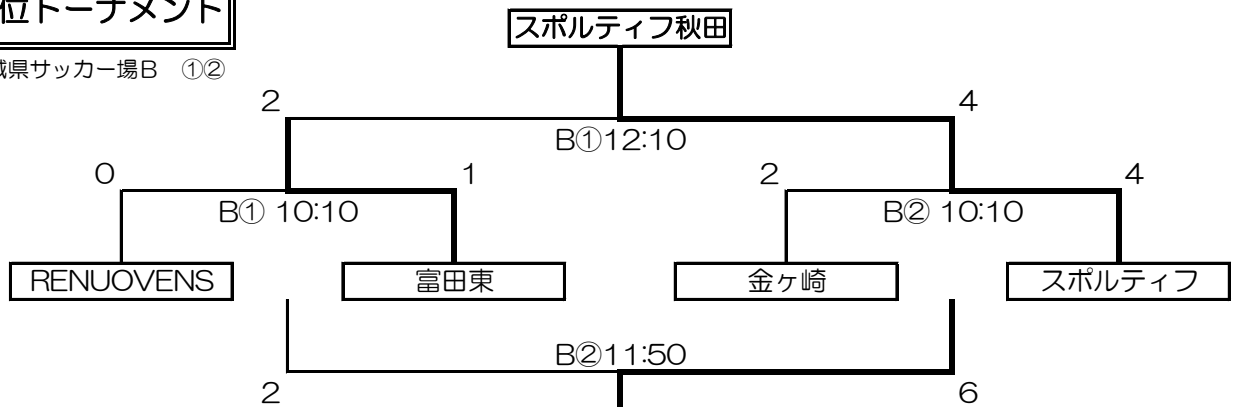 位トーナメント
スポルティフ秋田
城県サッカー場B ①②
2
4
B①12:10
0
1
2
4
B① 10:10
B② 10:10
RENUOVENS
富田東
金ヶ崎
スポルティフ
B②11:50
2
6